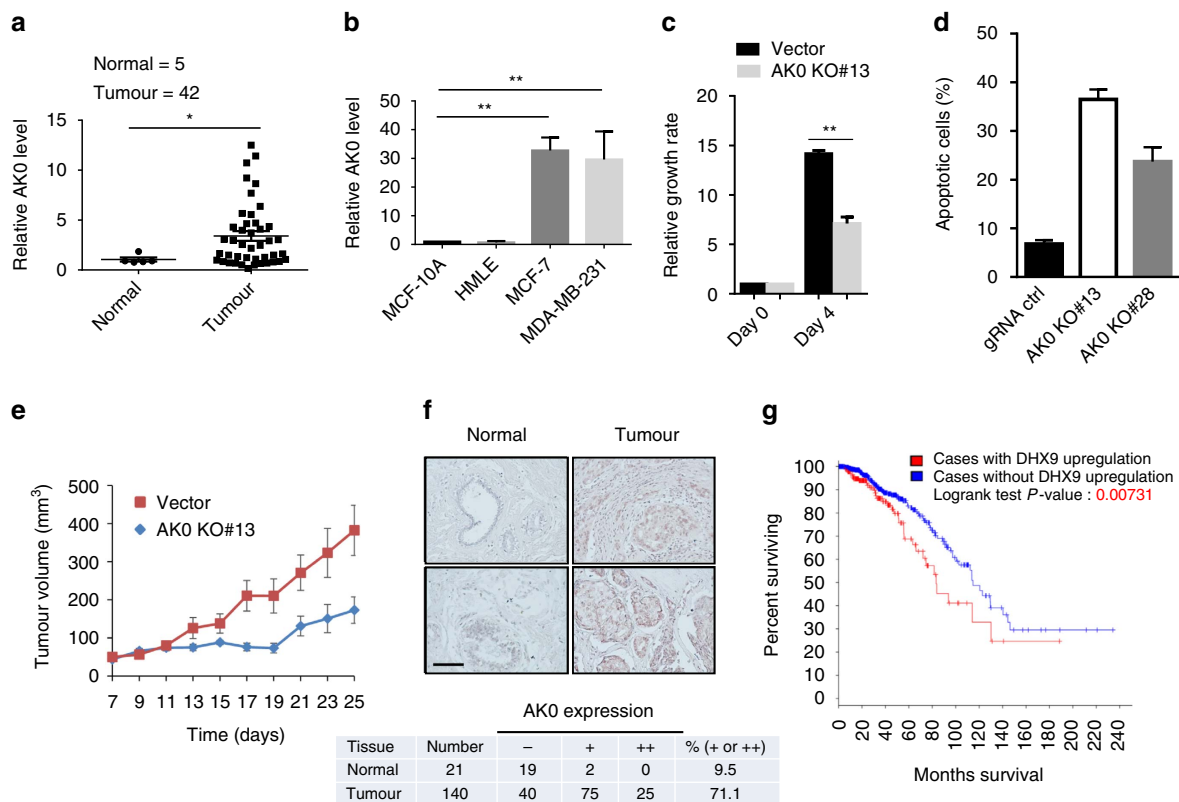 a
Normal = 5
Tumour = 42
*
Relative AK0 level
15
10
5
0
Normal
Tumour
b
**
**
Relative AK0 level
60
50
40
30
20
10
0
MCF-10A
HMLE
MCF-7
MDA-MB-231
c
Vector
AK0 KO#13
**
Relative growth rate
20
15
10
5
0
Day 0
Day 4
d
Apoptotic cells (%)
50
40
30
20
10
0
gRNA ctrl
AK0 KO#13
AK0 KO#28
e
Vector
AK0 KO#13
Tumour volume (mm³)
500
400
300
200
100
0
7 9 11 13 15 17 19 21 23 25
Time (days)
f
Normal Tumour
AK0 expression
Tissue Number – + ++ % (+ or ++)
Normal 21 19 2 0 9.5
Tumour 140 40 75 25 71.1
g
Cases with DHX9 upregulation
Cases without DHX9 upregulation
Logrank test P-value : 0.00731
Percent surviving
100
90
80
70
60
50
40
30
20
10
0
0 20 40 60 80 100 120 140 160 180 200 220 240
Months survival